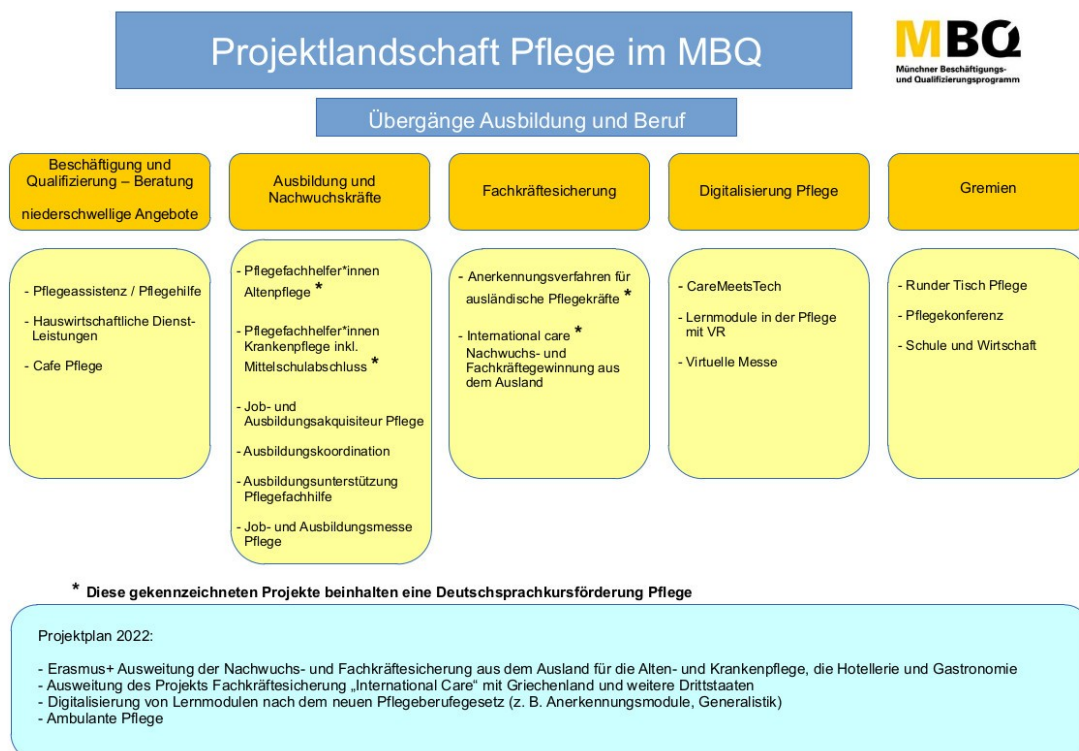 Projektlandschaft Pflege im MBQ
MBQ
Münchner Beschäftigungs-
und Qualifizierungsprogramm
Übergänge Ausbildung und Beruf
Beschäftigung und
Qualifizierung – Beratung
niederschwellige Angebote
- Pflegeassistenz / Pflegehilfe
- Hauswirtschaftliche Dienst-
Leistungen
- Cafe Pflege
Ausbildung und
Nachwuchskräfte
- Pflegefachhelfer*innen
Altenpflege *
- Pflegefachhelfer*innen
Krankenpflege inkl.
Mittelschulabschluss *
- Job- und
Ausbildungsakquisiteur Pflege
- Ausbildungskoordination
- Ausbildungsunterstützung
Pflegefachhilfe
- Job- und Ausbildungsmesse
Pflege
Fachkräftesicherung
- Anerkennungsverfahren für
ausländische Pflegekräfte *
- International care *
Nachwuchs- und
Fachkräftegewinnung aus
dem Ausland
Digitalisierung Pflege
- CareMeetsTech
- Lernmodule in der Pflege
mit VR
- Virtuelle Messe
Gremien
- Runder Tisch Pflege
- Pflegekonferenz
- Schule und Wirtschaft
* Diese gekennzeichneten Projekte beinhalten eine Deutschsprachkursförderung Pflege
Projektplan 2022:
- Erasmus+ Ausweitung der Nachwuchs- und Fachkräftesicherung aus dem Ausland für die Alten- und Krankenpflege, die Hotellerie und Gastronomie
- Ausweitung des Projekts Fachkräftesicherung „International Care“ mit Griechenland und weitere Drittstaaten
- Digitalisierung von Lernmodulen nach dem neuen Pflegeberufegesetz (z. B. Anerkennungsmodule, Generalistik)
- Ambulante Pflege